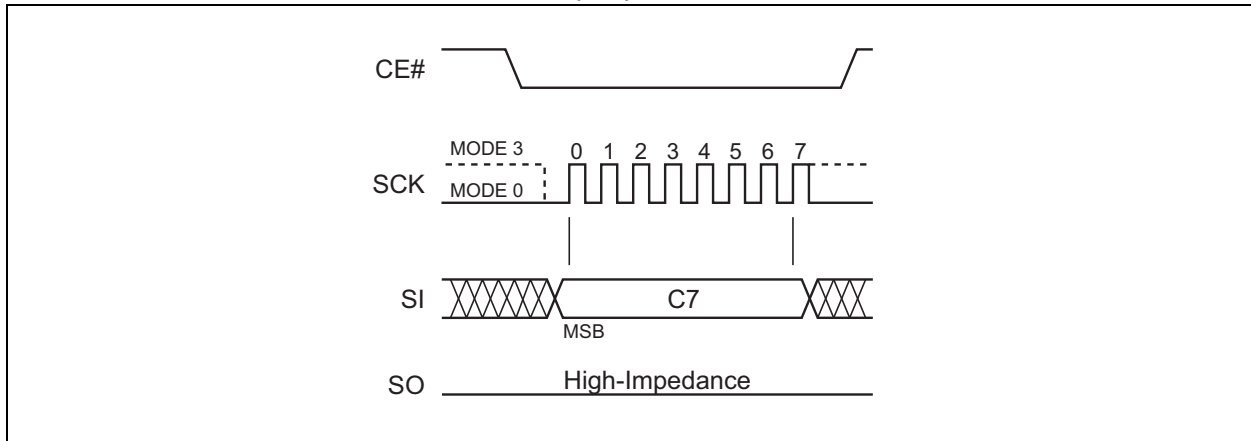 CE#
MODE 3
0 1 2 3 4 5 6 7
SCK
MODE 0
SI
C7
MSB
SO
High-Impedance